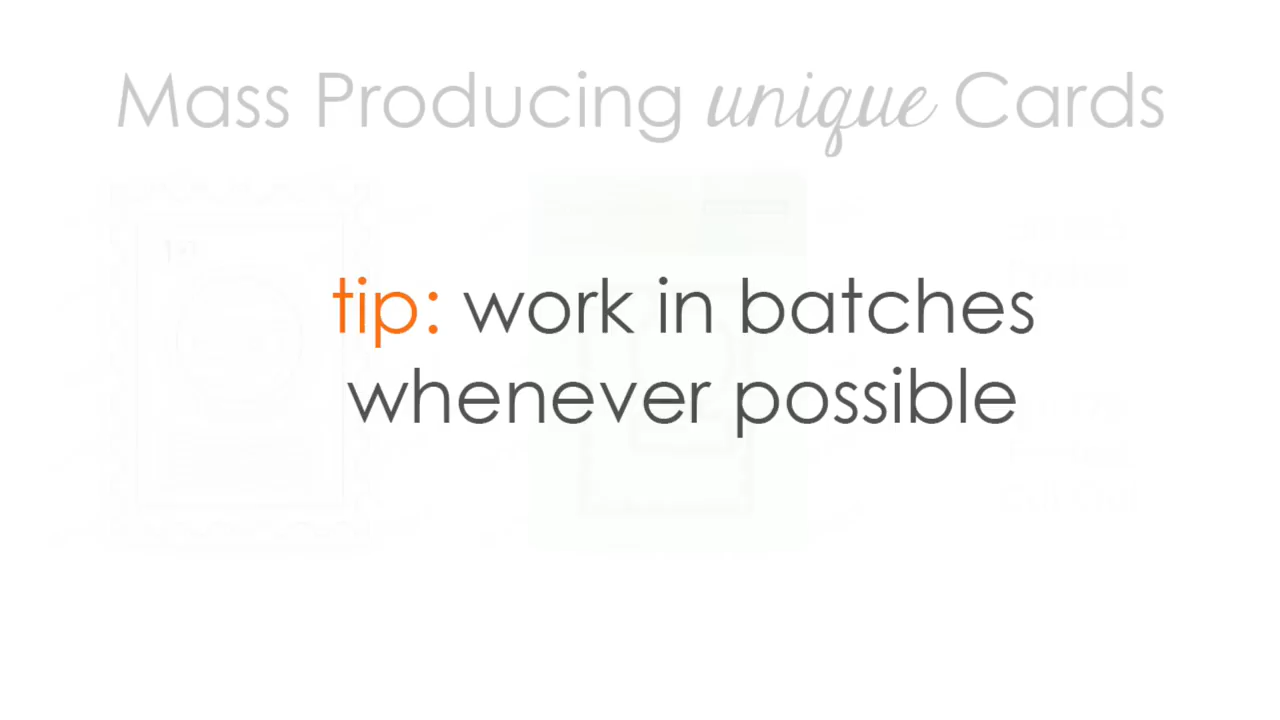 Mass Producing unique Cards
tip: work in batches
whenever possible